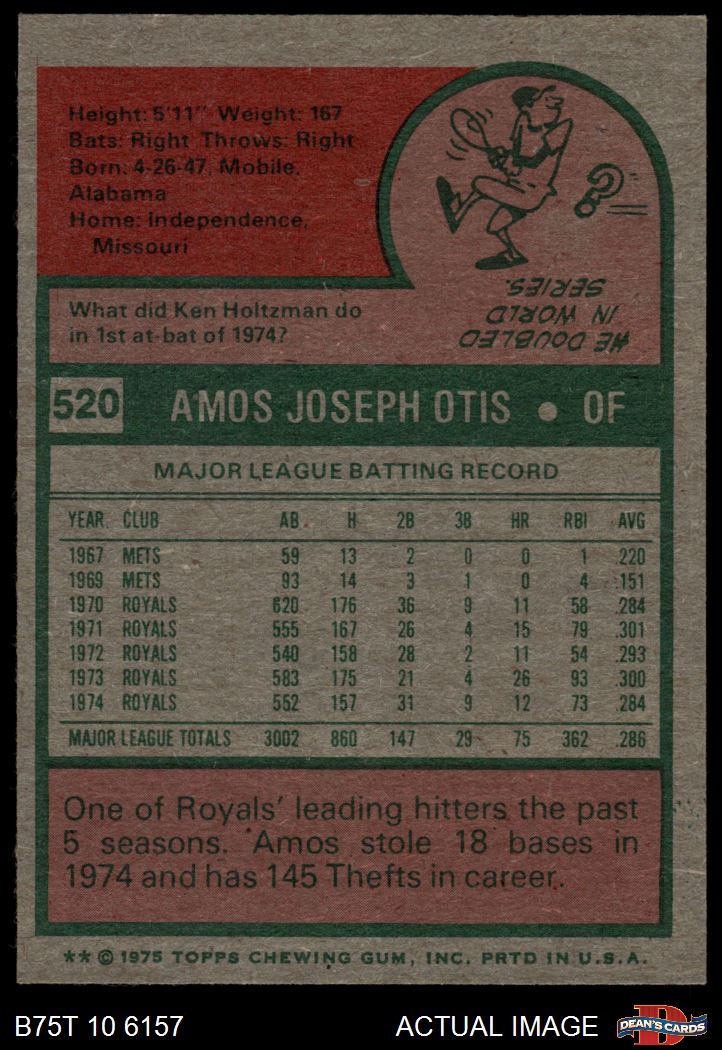 Height: 5'11" Weight: 167
Bats: Right Throws: Right
Born: 4-26-47, Mobile,
Alabama
Home: Independence,
Missouri
What did Ken Holtzman do
in 1st at-bat of 1974?
HE DOUBLED
IN WORLD
SERIES.
520 AMOS JOSEPH OTIS • OF
MAJOR LEAGUE BATTING RECORD
YEAR CLUB AB H 2B 3B HR RBI AVG
1967 METS 59 13 2 0 0 1 .220
1969 METS 93 14 3 1 0 4 .151
1970 ROYALS 620 176 36 9 11 58 .284
1971 ROYALS 555 167 26 4 15 79 .301
1972 ROYALS 540 158 28 2 11 54 .293
1973 ROYALS 583 175 21 4 26 93 .300
1974 ROYALS 552 157 31 9 12 73 .284
MAJOR LEAGUE TOTALS 3002 860 147 29 75 362 .286
One of Royals' leading hitters the past
5 seasons. Amos stole 18 bases in
1974 and has 145 Thefts in career.
** © 1975 TOPPS CHEWING GUM, INC. PRTD IN U.S.A.
B75T 10 6157 ACTUAL IMAGE DEAN'S CARDS